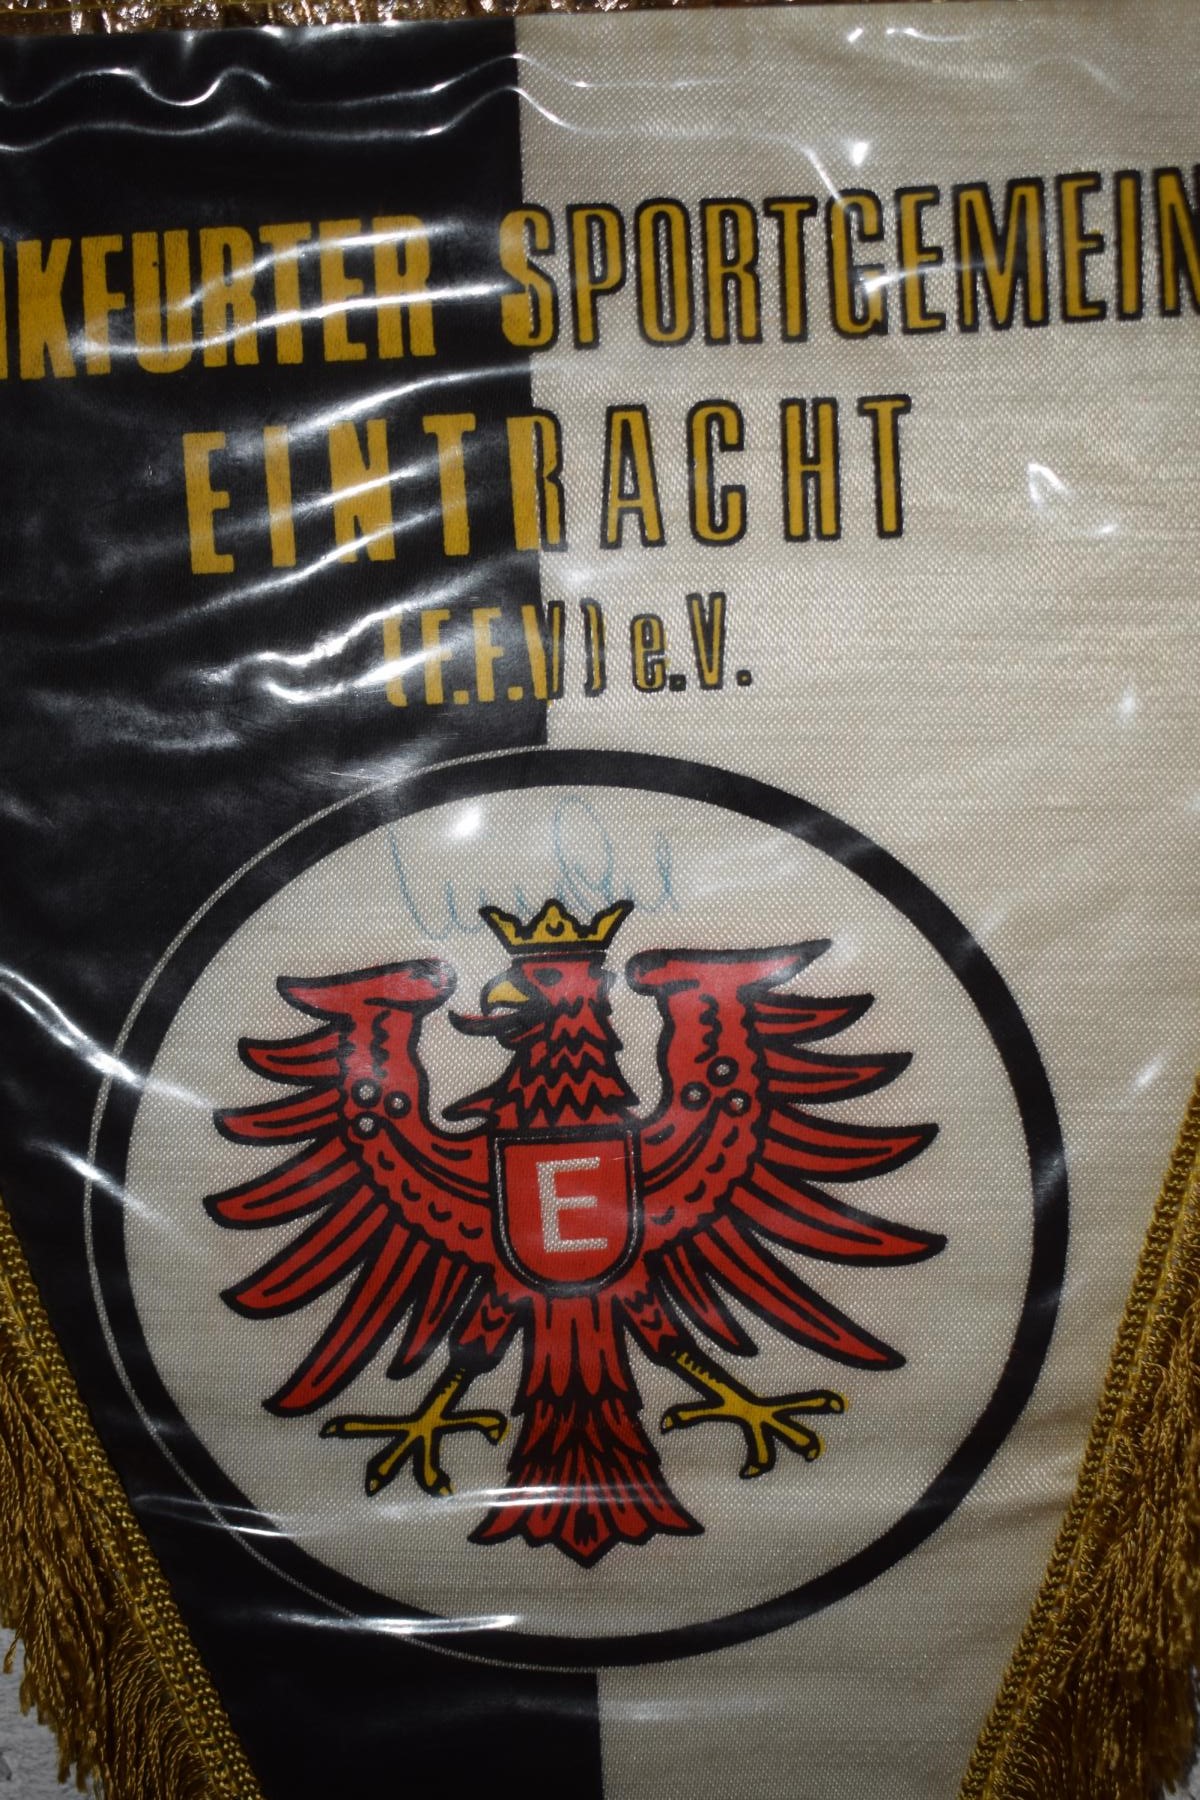 NKFURTER SPORTGEMEIN
EINTRACHT
(F.F.V) e.V.
E